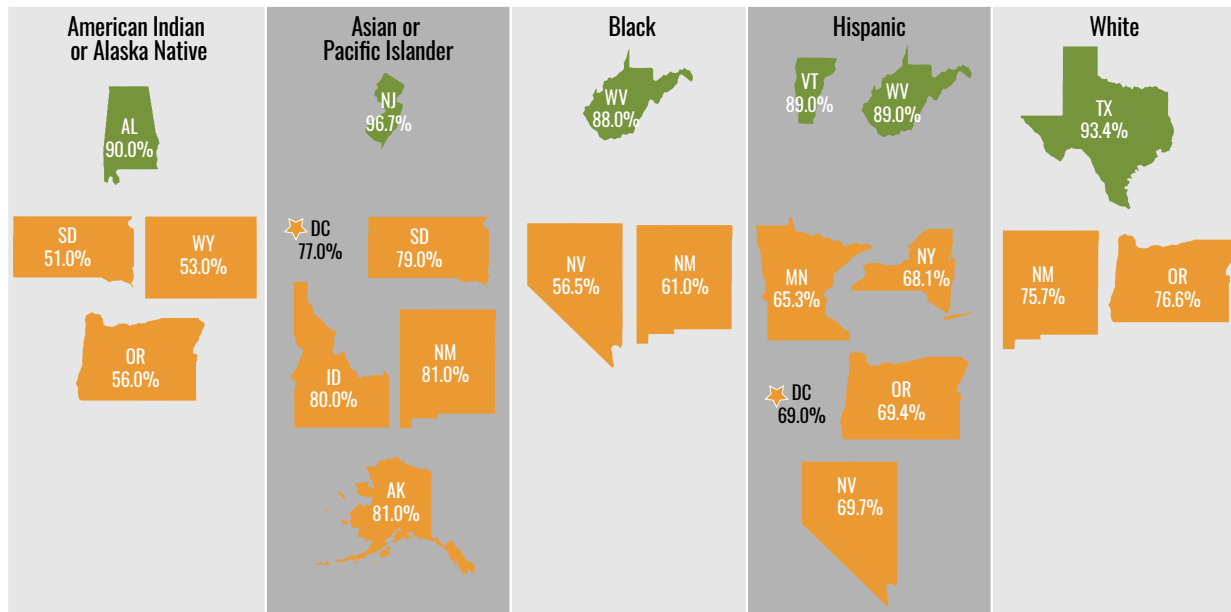 American Indian
or Alaska Native
AL
90.0%
SD
51.0%
WY
53.0%
OR
56.0%
Asian or
Pacific Islander
NJ
96.7%
DC
77.0%
SD
79.0%
ID
80.0%
NM
81.0%
AK
81.0%
Black
WV
88.0%
NV
56.5%
NM
61.0%
Hispanic
VT
89.0%
WV
89.0%
MN
65.3%
NY
68.1%
DC
69.0%
OR
69.4%
NV
69.7%
White
TX
93.4%
NM
75.7%
OR
76.6%